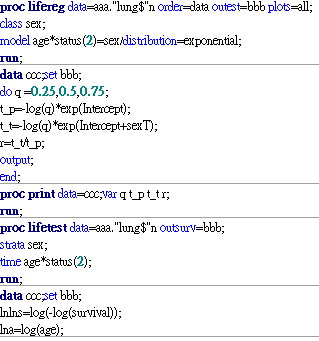 proc lifereg data=aaa."lung$"n order=data outest=bbb plots=all;
class sex;
model age*status(2)=sex/distribution=exponential;
run;
data ccc;set bbb;
do q =0.25,0.5,0.75;
t_p=-log(q)*exp(Intercept);
t_t=-log(q)*exp(Intercept+sexT);
r=t_t/t_p;
output;
end;
proc print data=ccc;var q t_p t_t r;
run;
proc lifetest data=aaa."lung$"n outsurv=bbb;
strata sex;
time age*status(2);
run;
data ccc;set bbb;
lnlns=log(-log(survival));
lna=log(age);